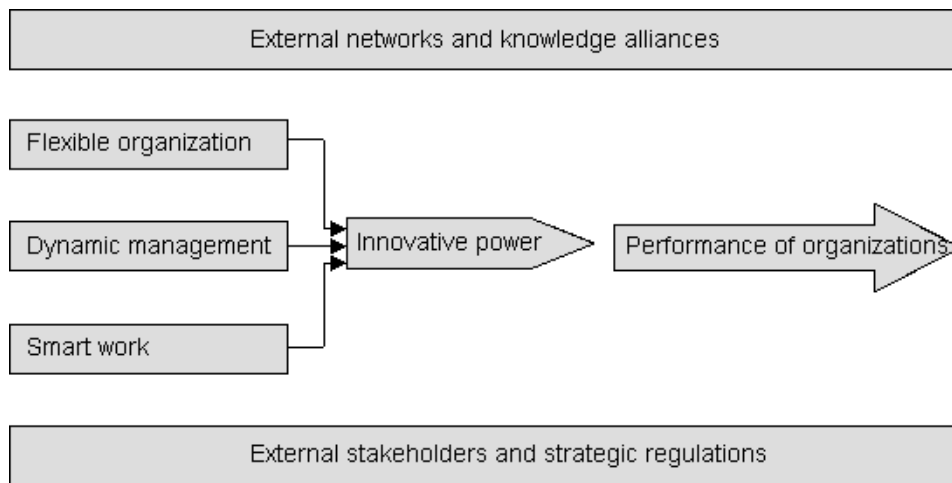 External networks and knowledge alliances
Flexible organization
Dynamic management
Innovative power
Performance of organizations
Smart work
External stakeholders and strategic regulations